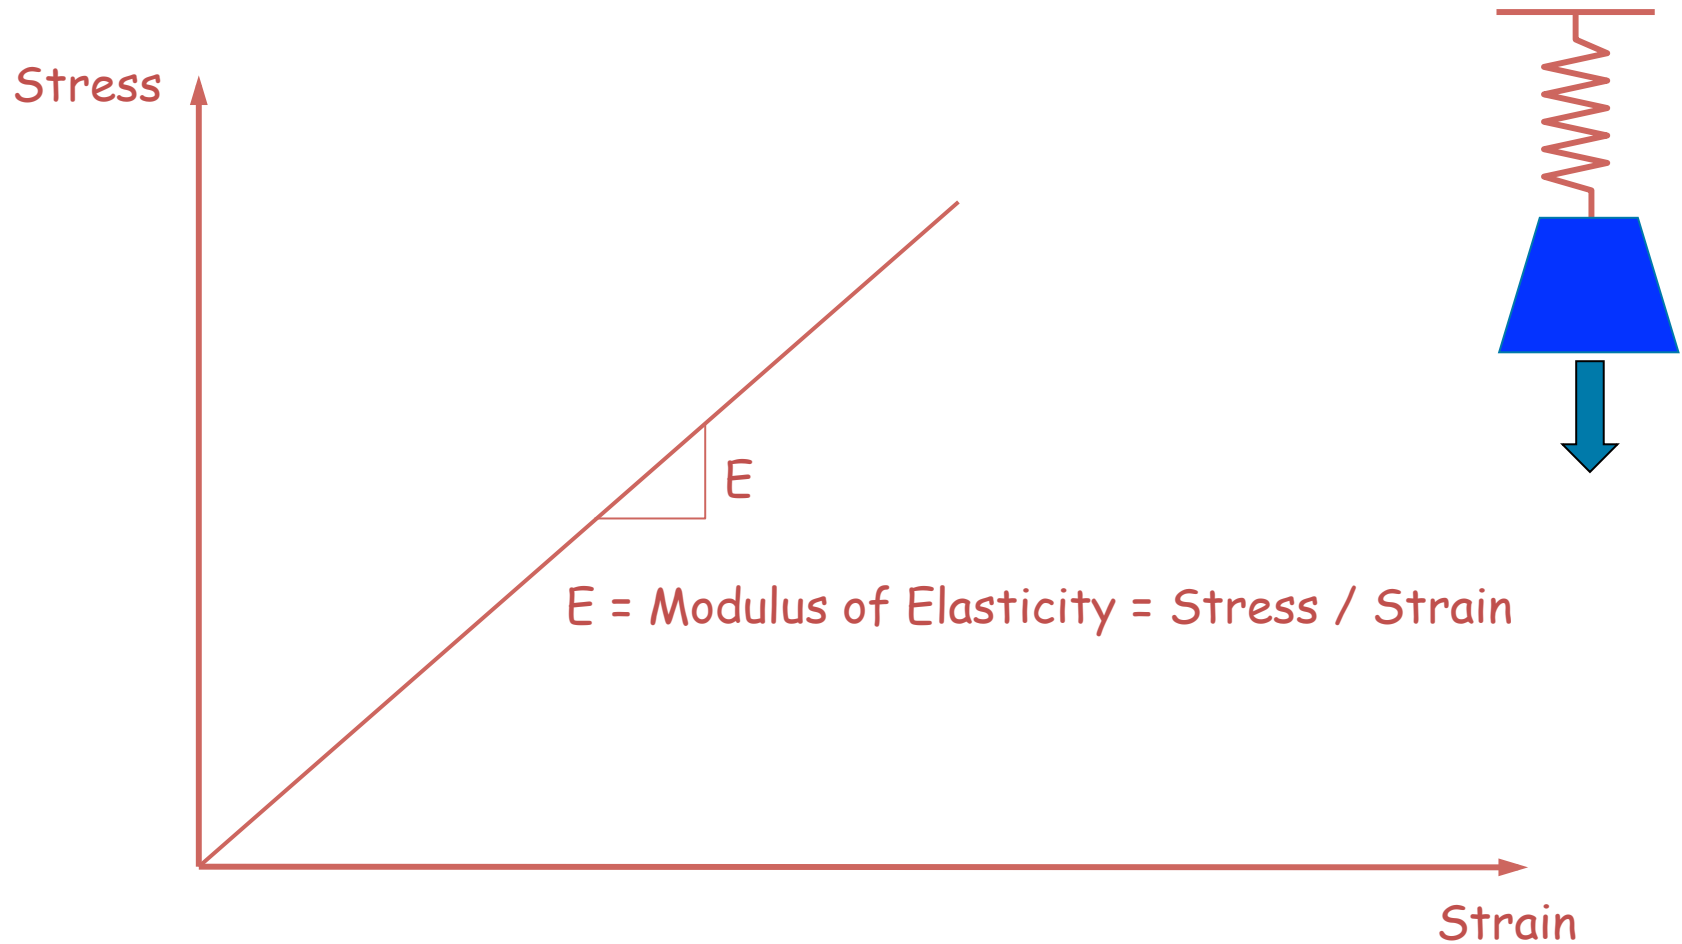 Stress
E
E = Modulus of Elasticity = Stress / Strain
Strain